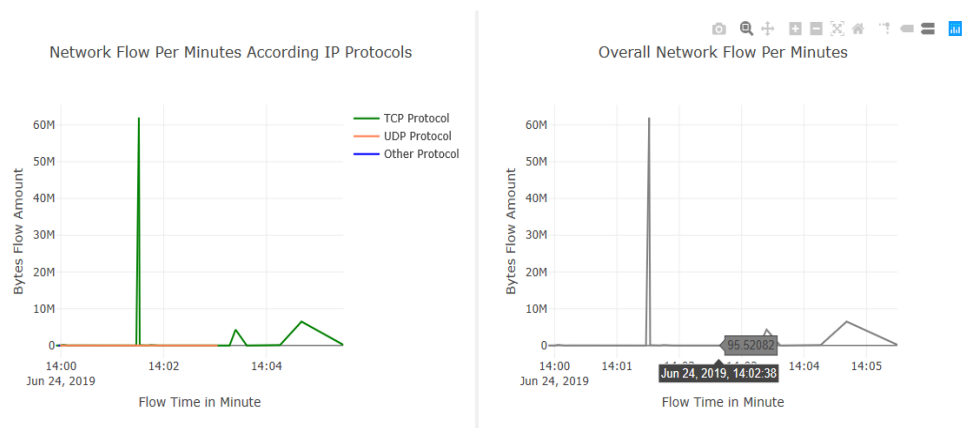 Network Flow Per Minutes According IP Protocols
60M
50M
40M
30M
20M
10M
0
Bytes Flow Amount
14:00
14:02
14:04
Jun 24, 2019
Flow Time in Minute
TCP Protocol
UDP Protocol
Other Protocol
Overall Network Flow Per Minutes
60M
50M
40M
30M
20M
10M
0
Bytes Flow Amount
95.52082
14:00
14:01
14:04
14:05
Jun 24, 2019
Jun 24, 2019, 14:02:38
Flow Time in Minute